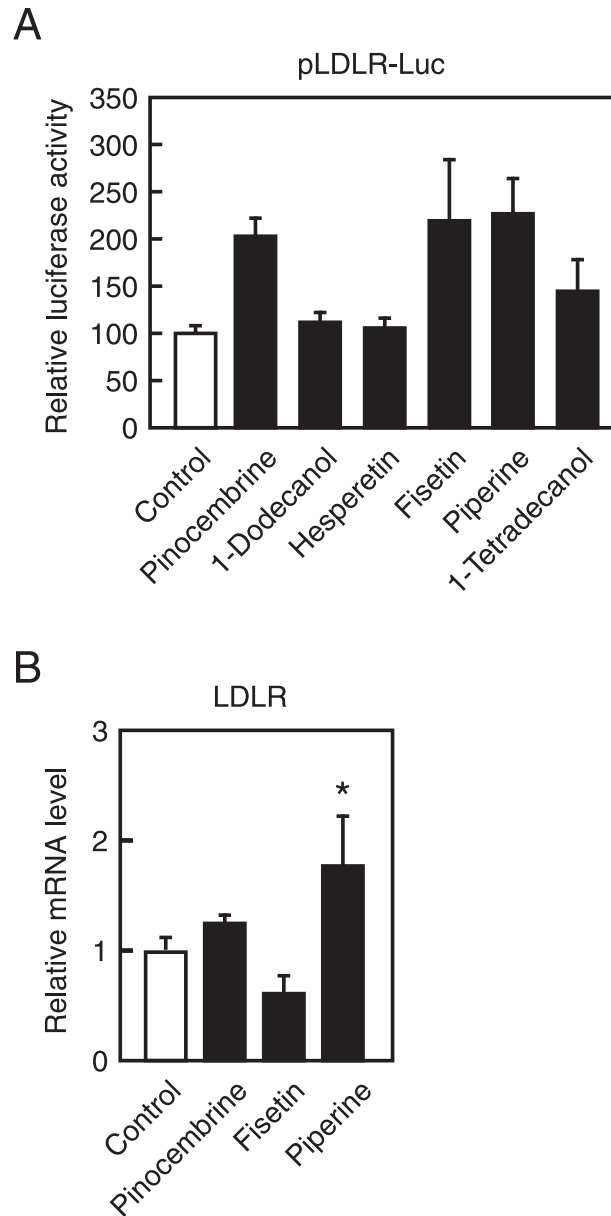 A
pLDLR-Luc
Relative luciferase activity
350
300
250
200
150
100
50
0
Control
Pinocembrine
1-Dodecanol
Hesperetin
Fisetin
Piperine
1-Tetradecanol
B
LDLR
Relative mRNA level
3
2
1
0
*
Control
Pinocembrine
Fisetin
Piperine